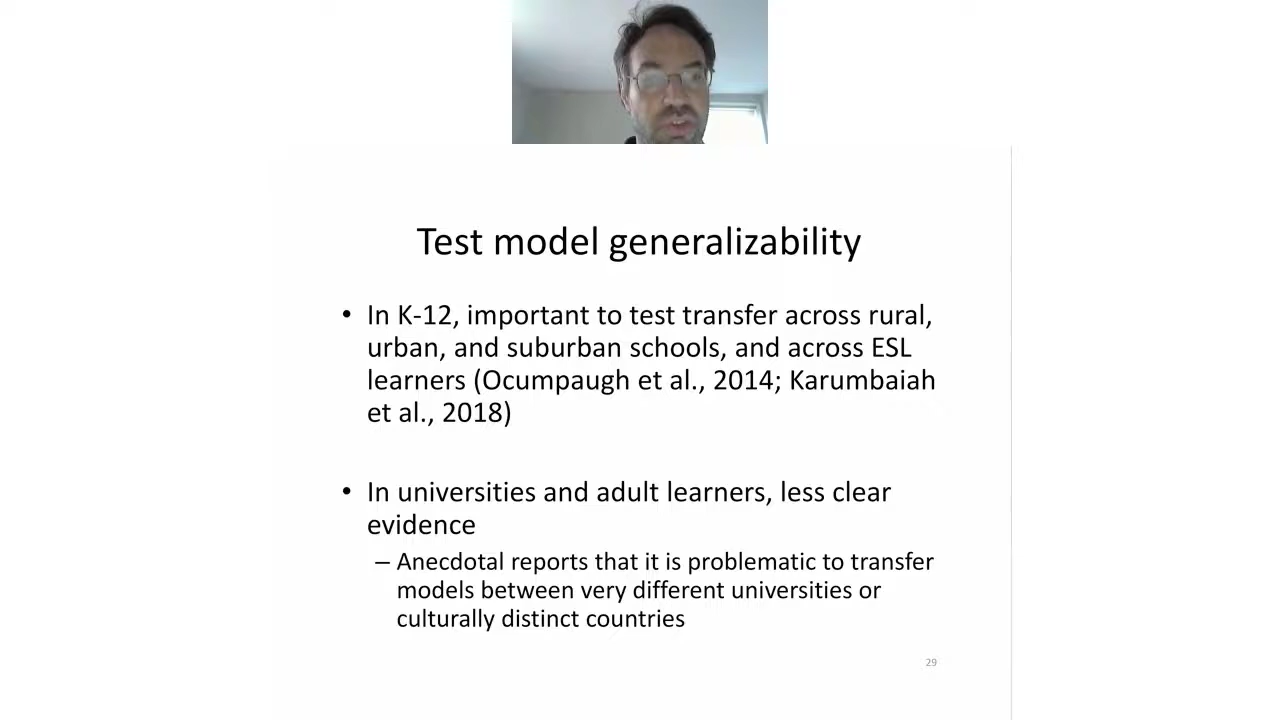 Test model generalizability
• In K-12, important to test transfer across rural,
urban, and suburban schools, and across ESL
learners (Ocumpaugh et al., 2014; Karumbaiah
et al., 2018)
• In universities and adult learners, less clear
evidence
– Anecdotal reports that it is problematic to transfer
models between very different universities or
culturally distinct countries
29